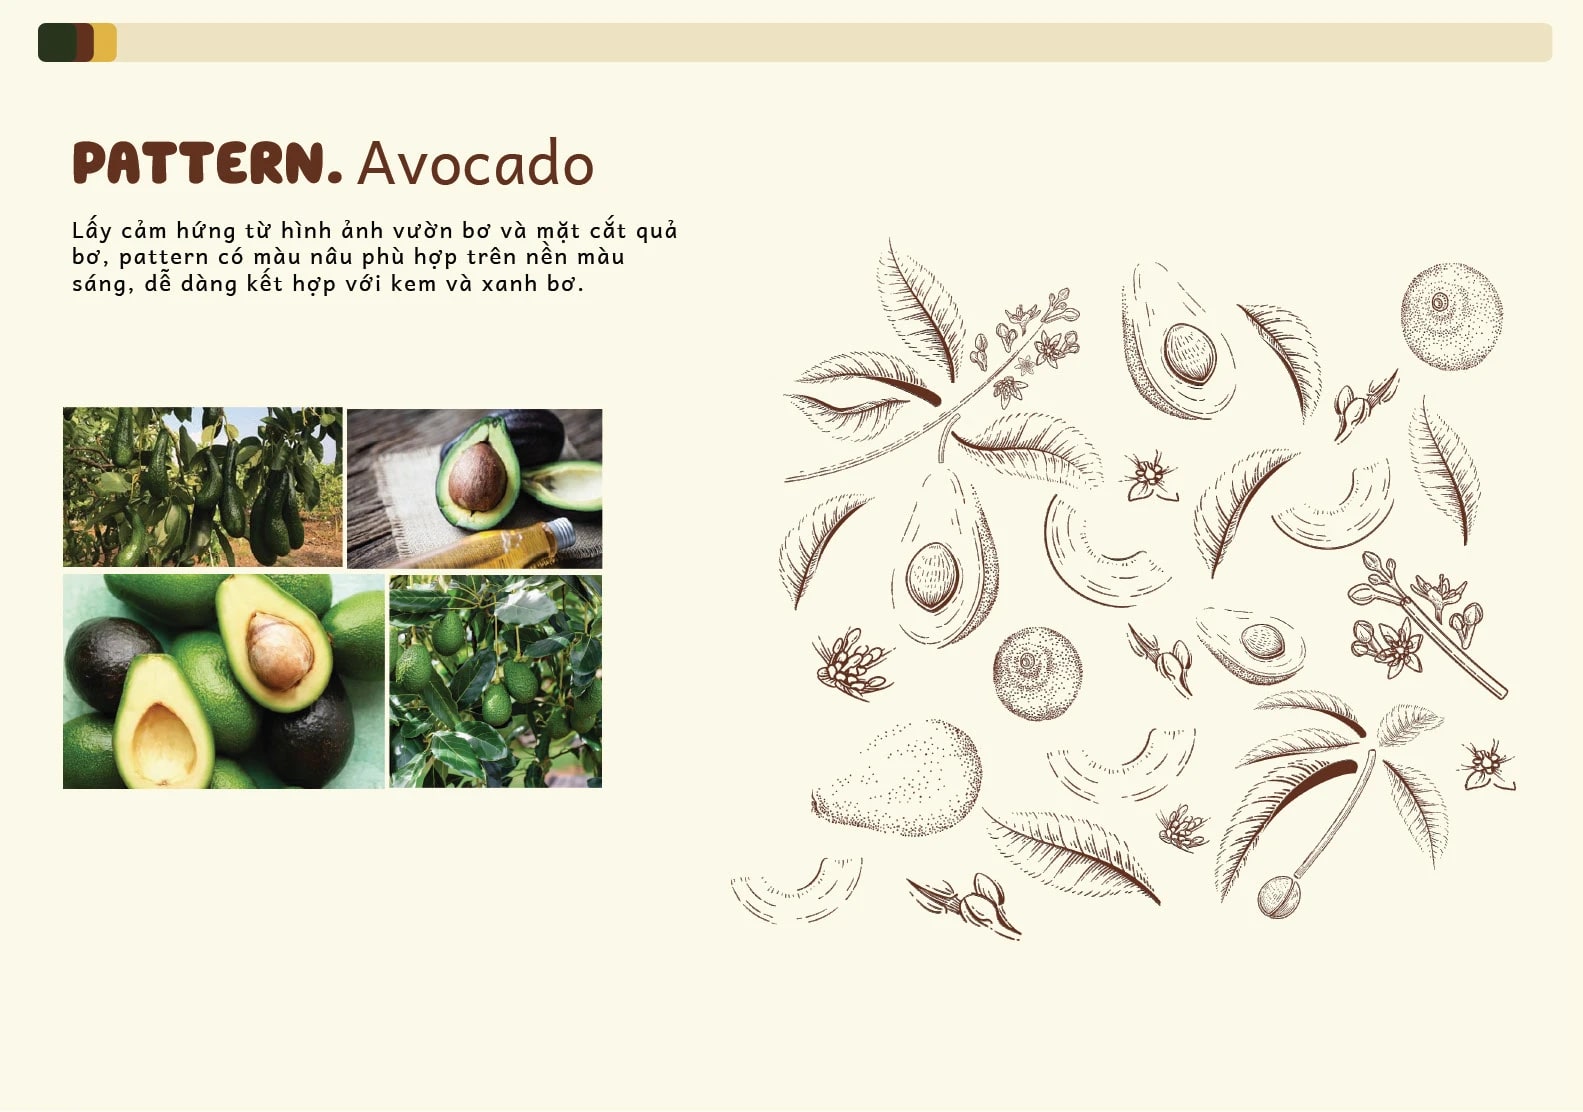 PATTERN. Avocado
Lấy cảm hứng từ hình ảnh vườn bơ và mặt cắt quả
bơ, pattern có màu nâu phù hợp trên nền màu
sáng, dễ dàng kết hợp với kem và xanh bơ.